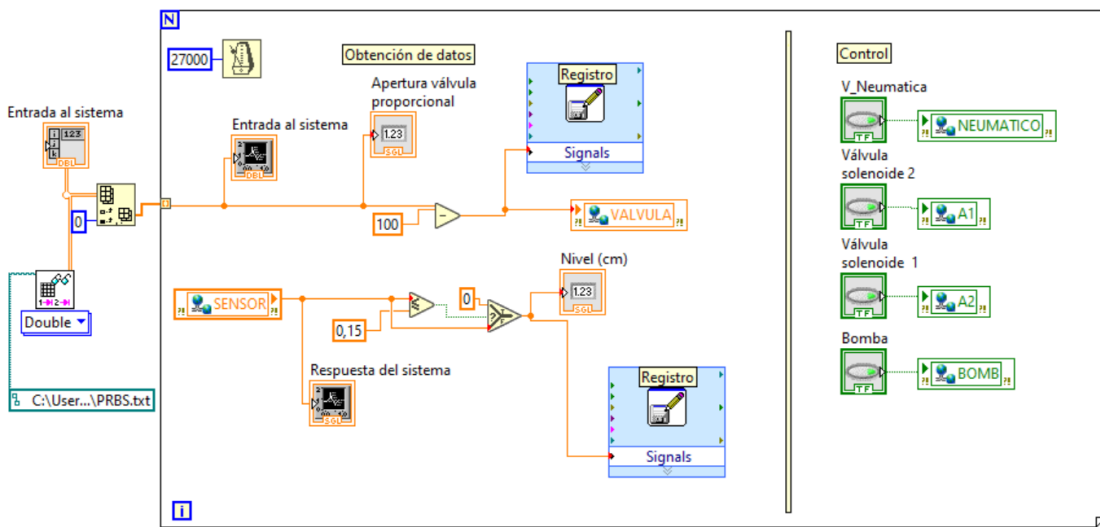 N
27000
Obtención de datos
Control
Registro
Signals
Apertura válvula
proporcional
1.23
SGL
Entrada al sistema
DBL
Entrada al sistema
123
DBL
0
100
VALVULA
V_Neumatica
TF
NEUMATICO
Válvula
solenoide 2
TF
A1
Válvula
solenoide 1
TF
A2
Bomba
TF
BOMB
Nivel (cm)
1.23
SGL
SENSOR
0
0,15
Double
Respuesta del sistema
SGL
C:\User...\PRBS.txt
Registro
Signals
i